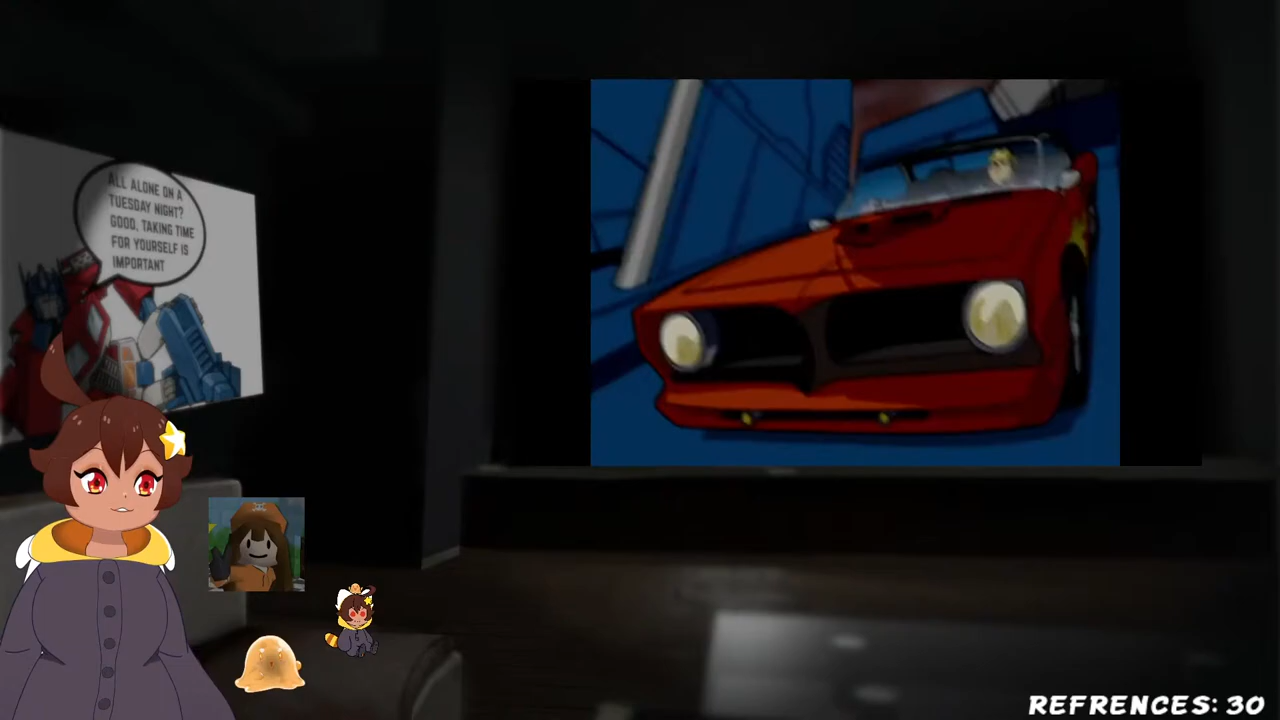 ALL ALONE ON A
TUESDAY NIGHT?
GOOD, TAKING TIME
FOR YOURSELF IS
IMPORTANT
REFRENCES: 30